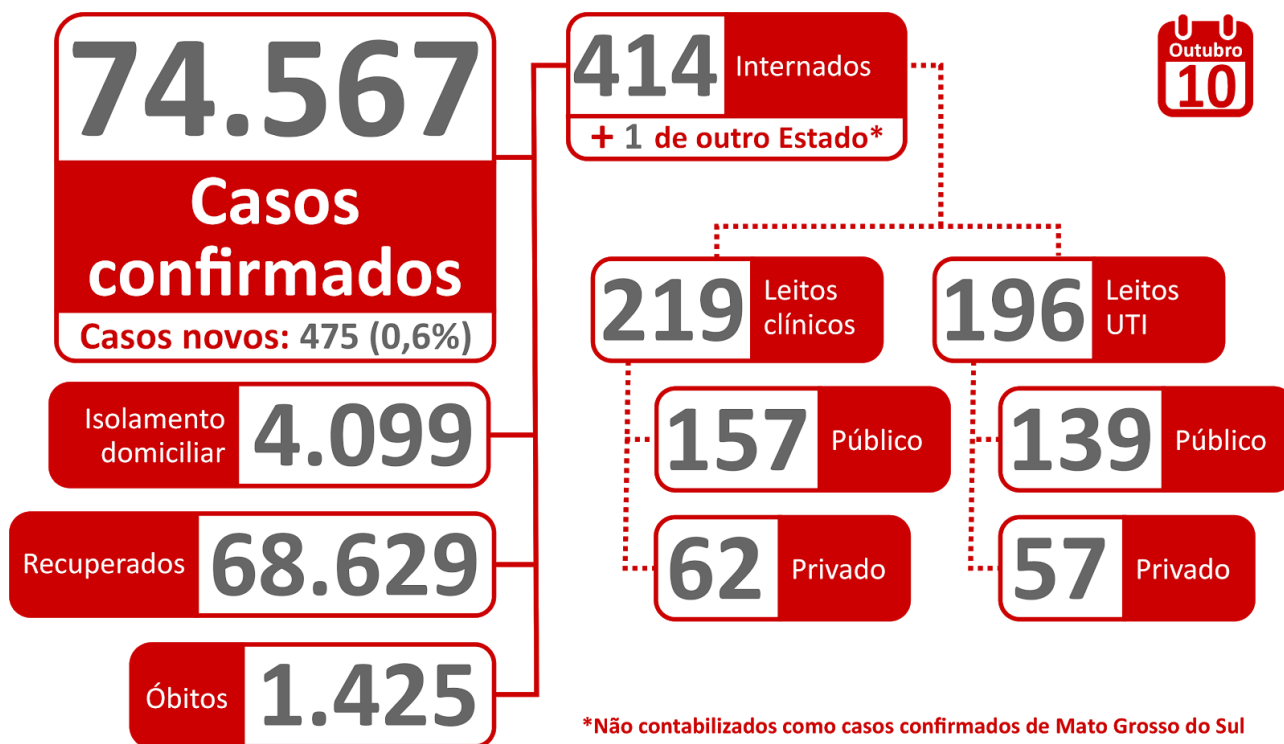 74.567
Casos
confirmados
Casos novos: 475 (0,6%)
Isolamento
domiciliar
4.099
Recuperados
68.629
Óbitos
1.425
414
Internados
+ 1 de outro Estado*
219
Leitos
clínicos
157
Público
62
Privado
196
Leitos
UTI
139
Público
57
Privado
Outubro
10
*Não contabilizados como casos confirmados de Mato Grosso do Sul